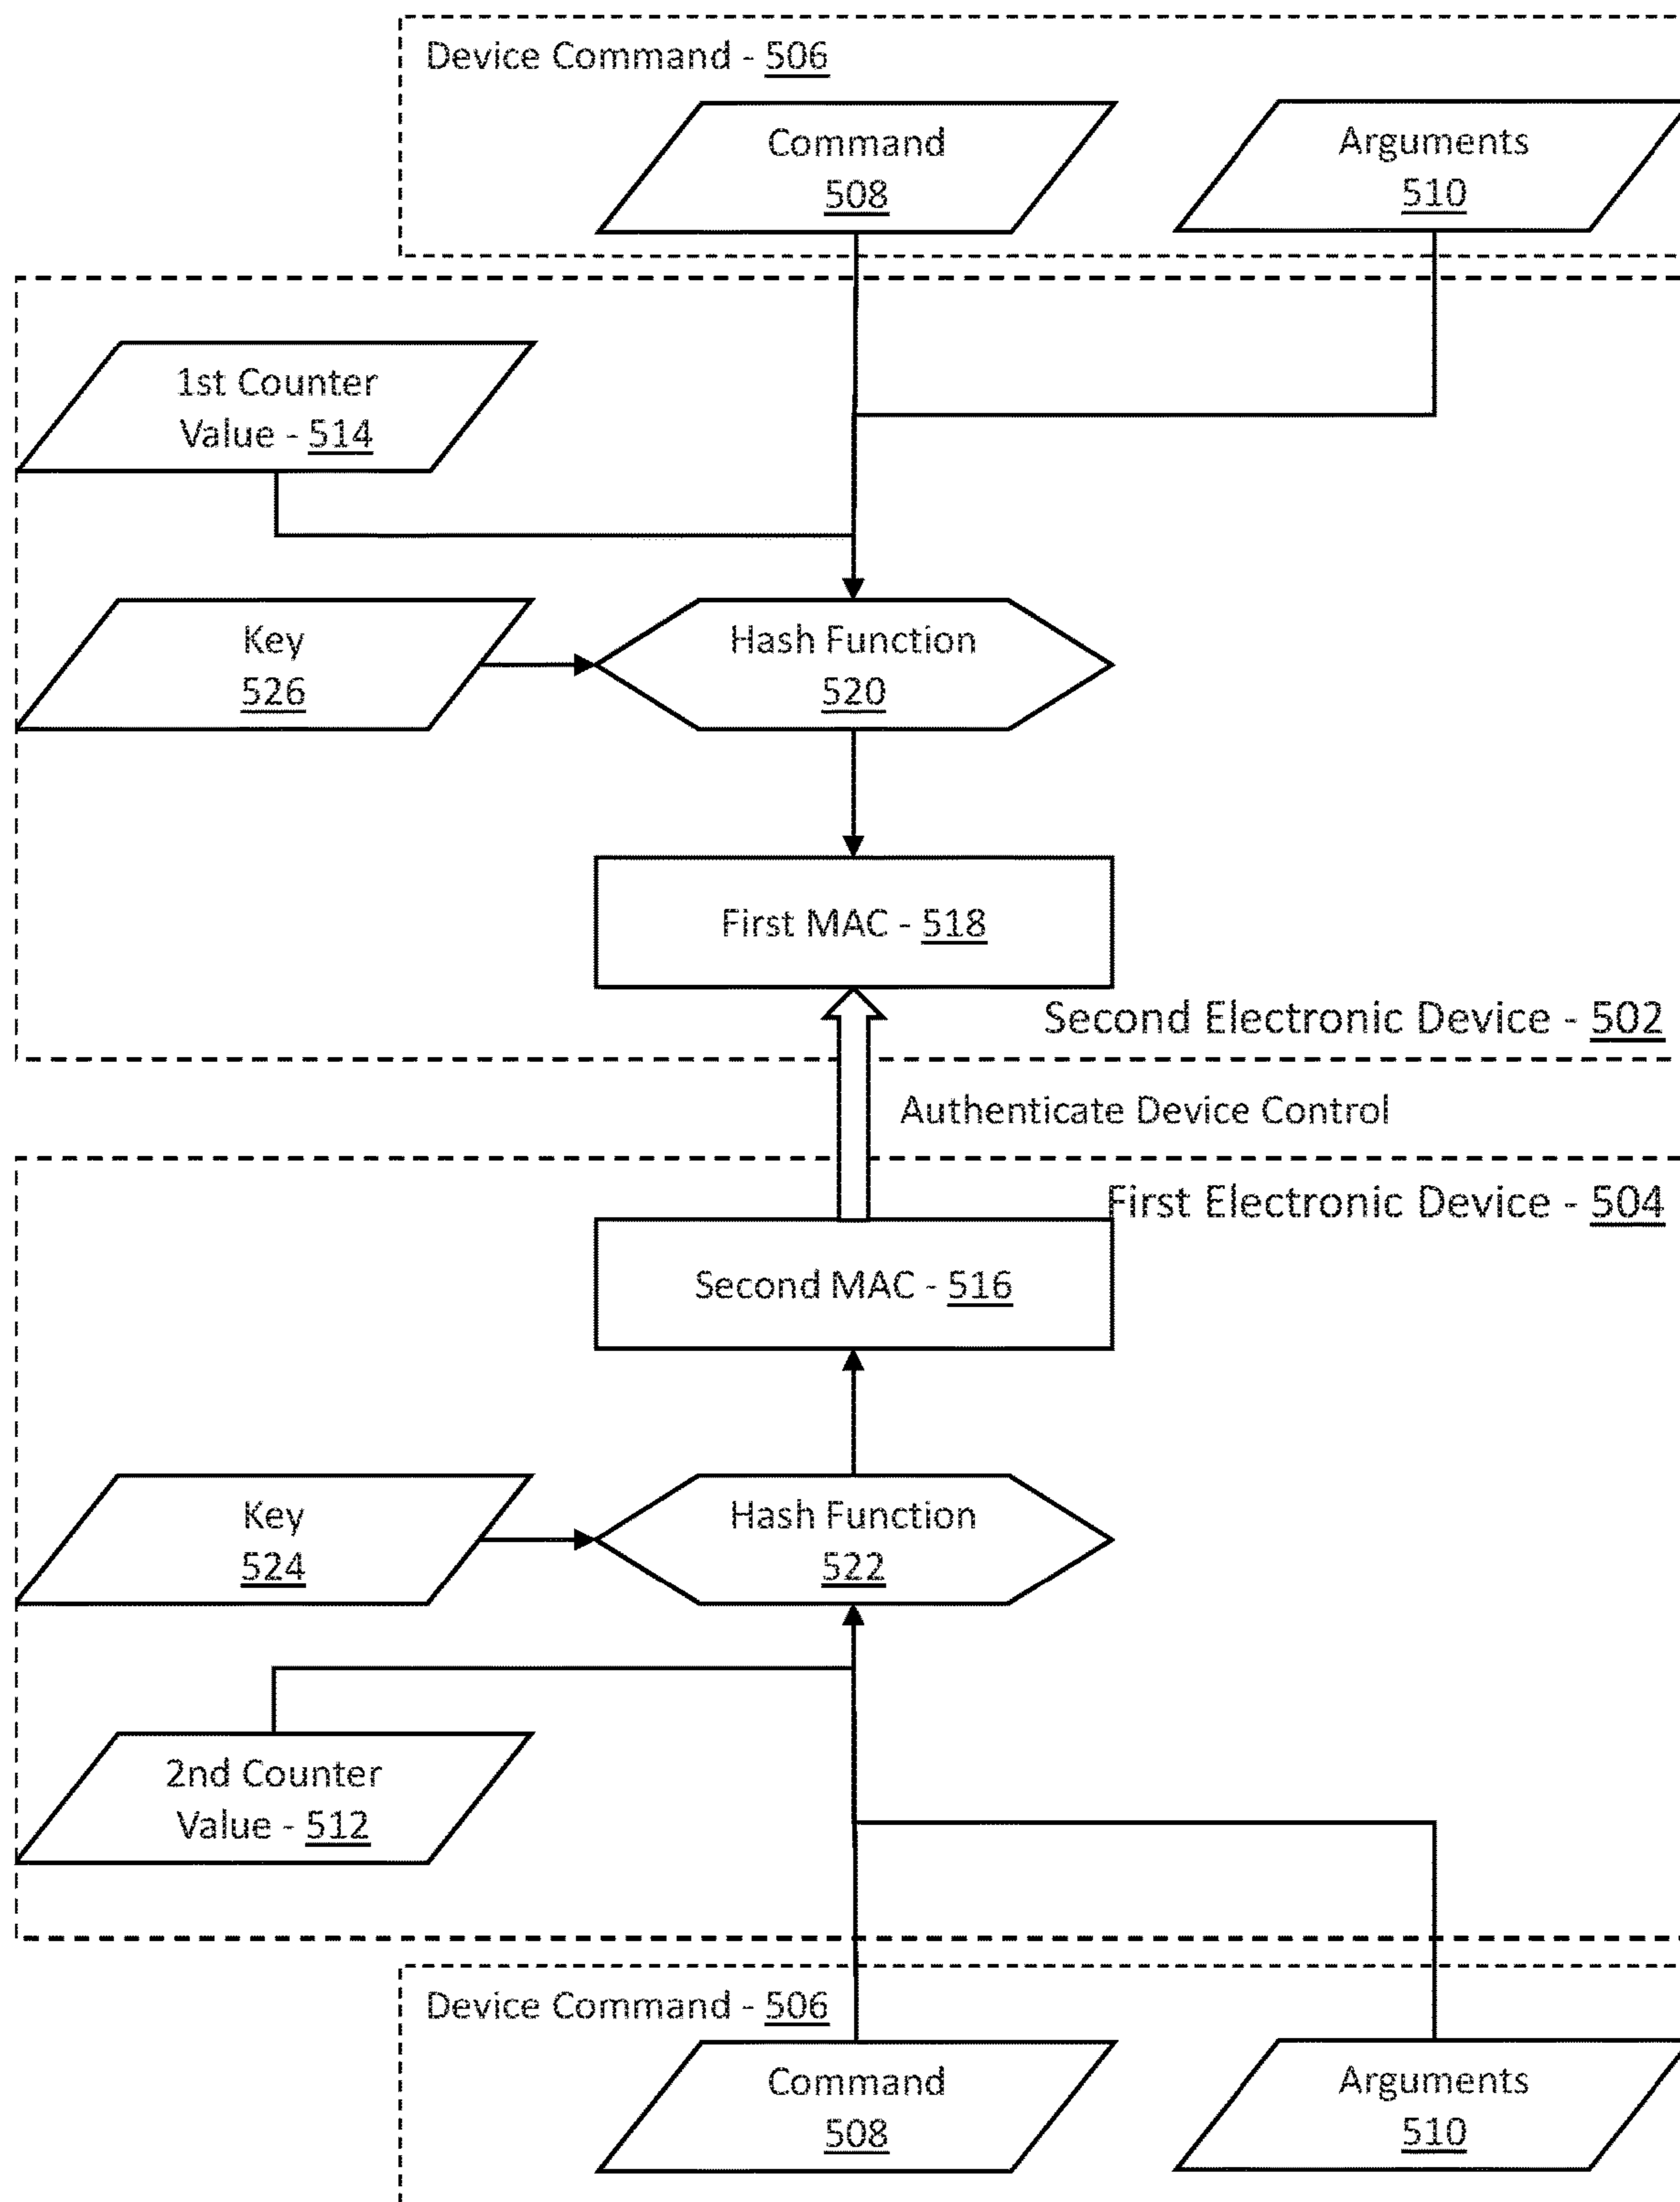 Device Command - 506
Command
508
Arguments
510
1st Counter
Value - 514
Key
526
Hash Function
520
First MAC - 518
Second Electronic Device - 502
Authenticate Device Control
First Electronic Device - 504
Second MAC - 516
Key
524
Hash Function
522
2nd Counter
Value - 512
Device Command - 506
Command
508
Arguments
510